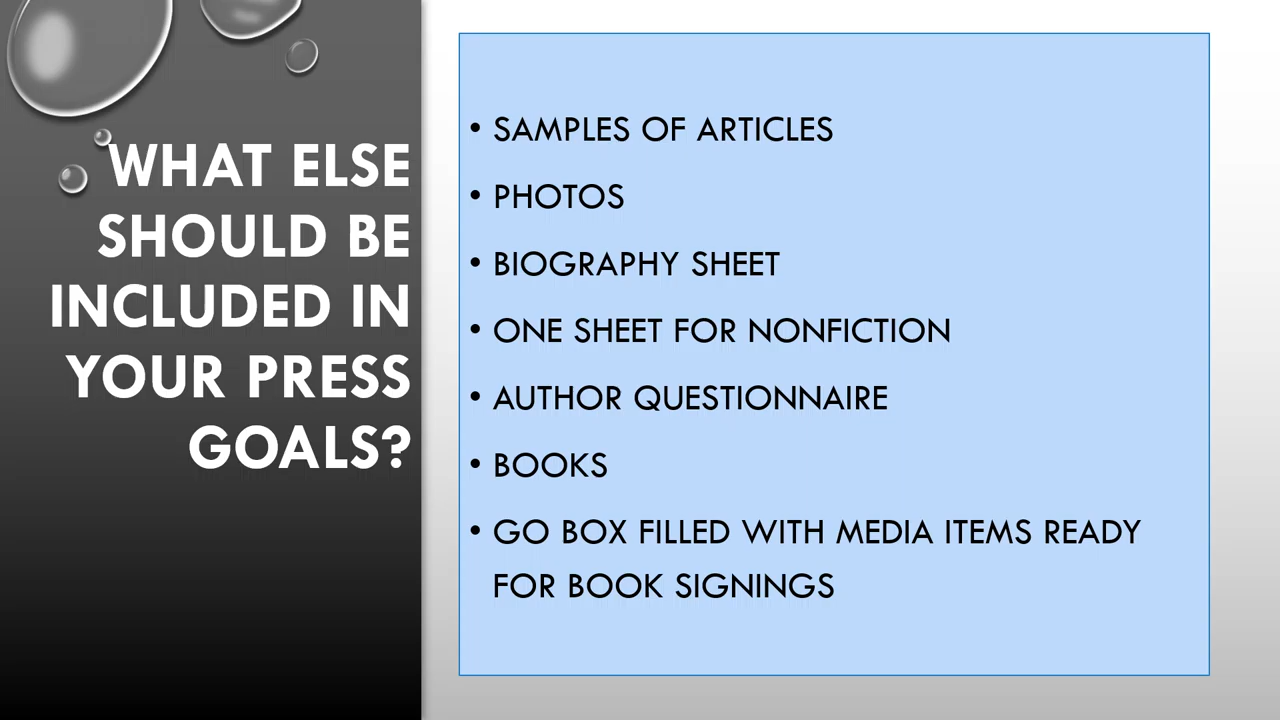 WHAT ELSE
SHOULD BE
INCLUDED IN
YOUR PRESS
GOALS?
• SAMPLES OF ARTICLES
• PHOTOS
• BIOGRAPHY SHEET
• ONE SHEET FOR NONFICTION
• AUTHOR QUESTIONNAIRE
• BOOKS
• GO BOX FILLED WITH MEDIA ITEMS READY
FOR BOOK SIGNINGS